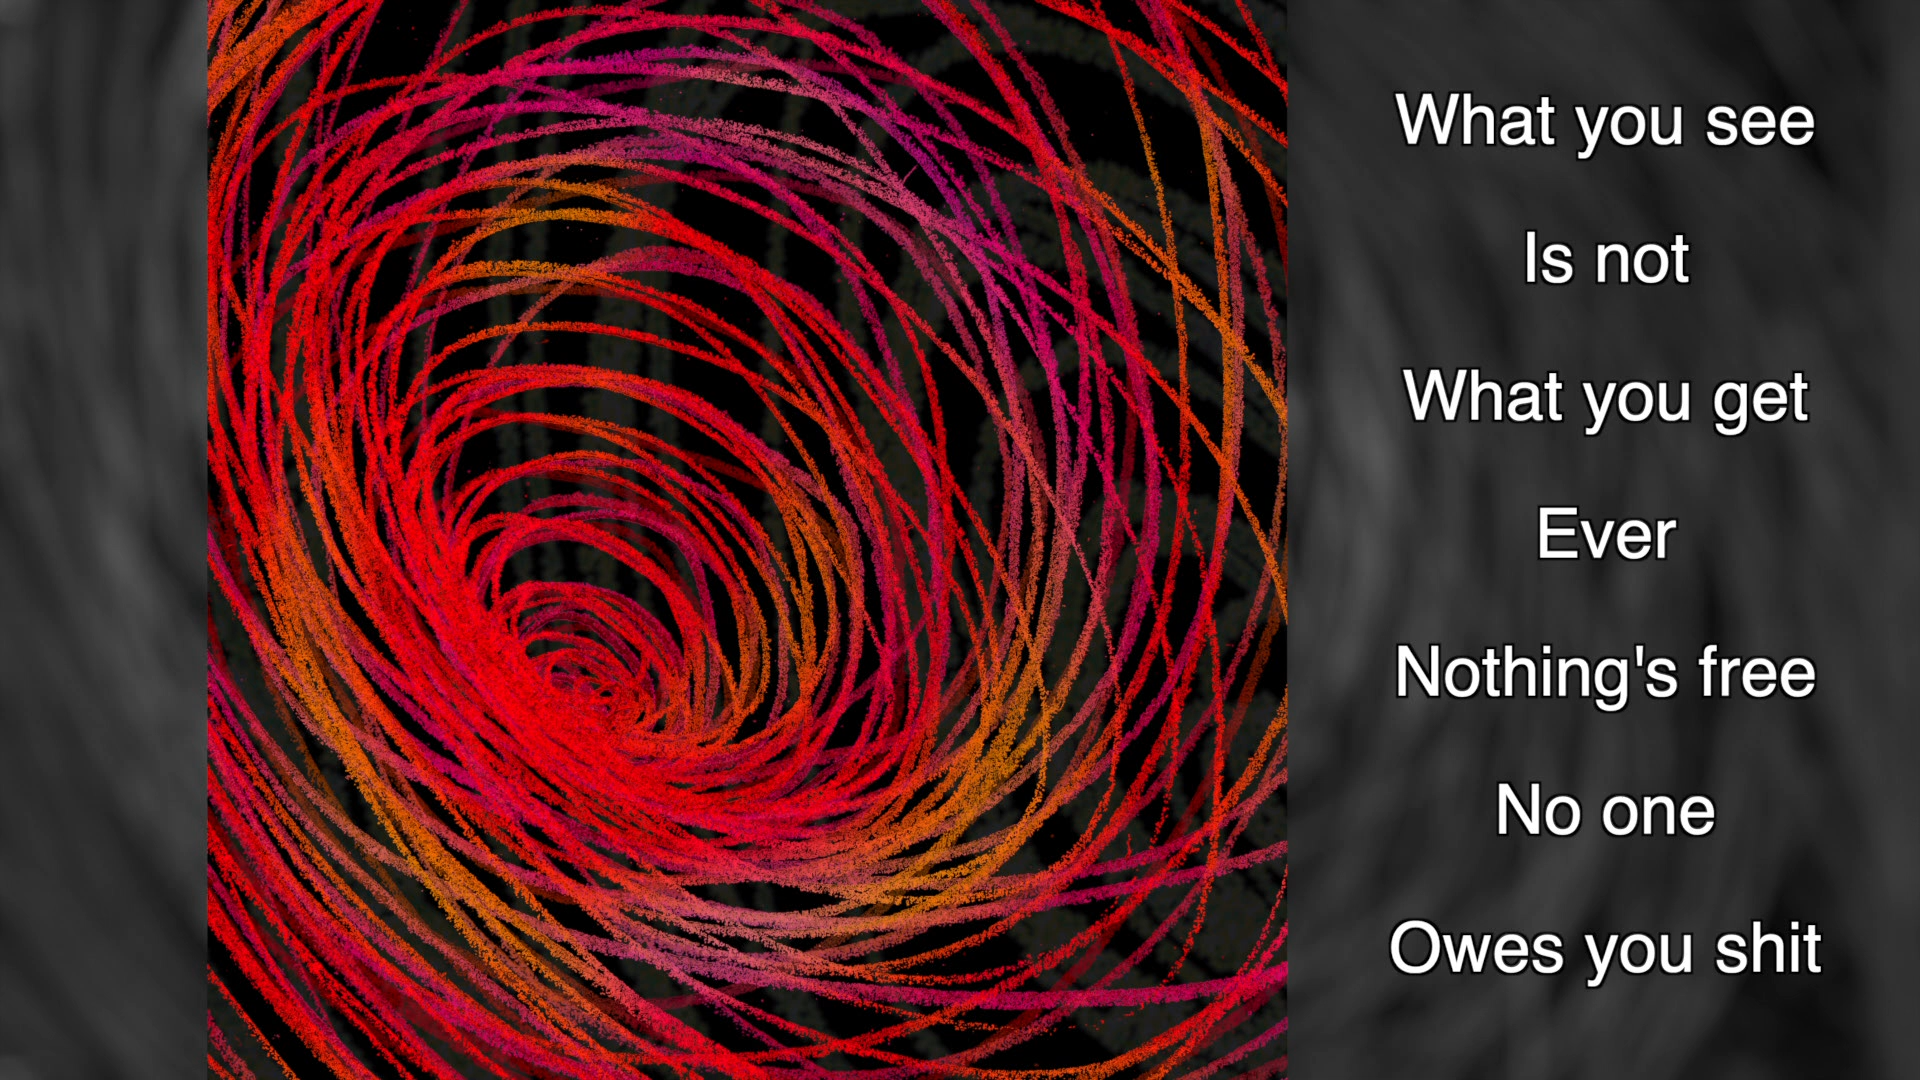 What you see
Is not
What you get
Ever
Nothing's free
No one
Owes you shit